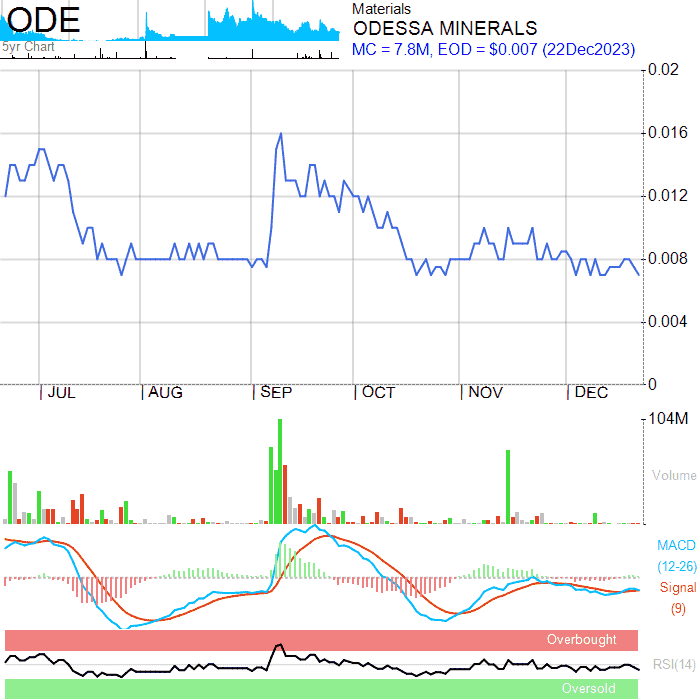 ODE
5yr Chart
Materials
ODESSA MINERALS
MC = 7.8M, EOD = $0.007 (22Dec2023)
0.02
0.016
0.012
0.008
0.004
0
JUL AUG SEP OCT NOV DEC
104M
Volume
MACD
(12-26)
Signal
(9)
Overbought
RSI(14)
Oversold